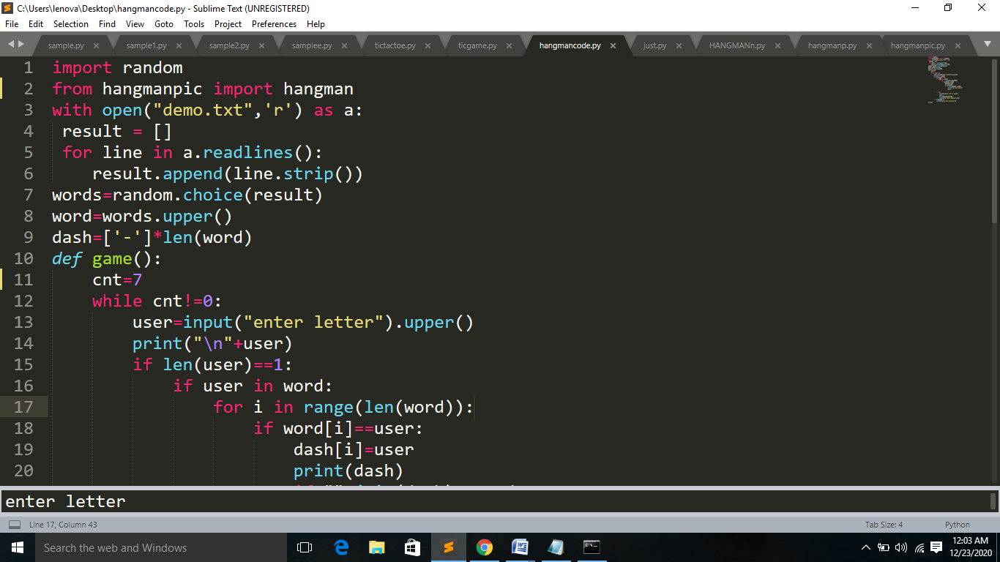 C:\Users\lenova\Desktop\hangmancode.py - Sublime Text (UNREGISTERED)
File Edit Selection Find View Goto Tools Project Preferences Help
sample.py × sample1.py × sample2.py × samplee.py × tictactoe.py × ticgame.py × hangmancode.py × just.py × HANGMANn.py × hangmanp.py × hangmanpic.py ×
1 import random
2 from hangmanpic import hangman
3 with open("demo.txt",'r') as a:
4  result = []
5  for line in a.readlines():
6     result.append(line.strip())
7 words=random.choice(result)
8 word=words.upper()
9 dash=['-']*len(word)
10 def game():
11     cnt=7
12     while cnt!=0:
13         user=input("enter letter").upper()
14         print("\n"+user)
15         if len(user)==1:
16             if user in word:
17                 for i in range(len(word)):
18                     if word[i]==user:
19                         dash[i]=user
20                         print(dash)
enter letter
Line 17, Column 43 Tab Size: 4 Python
Search the web and Windows
12:03 AM
12/23/2020